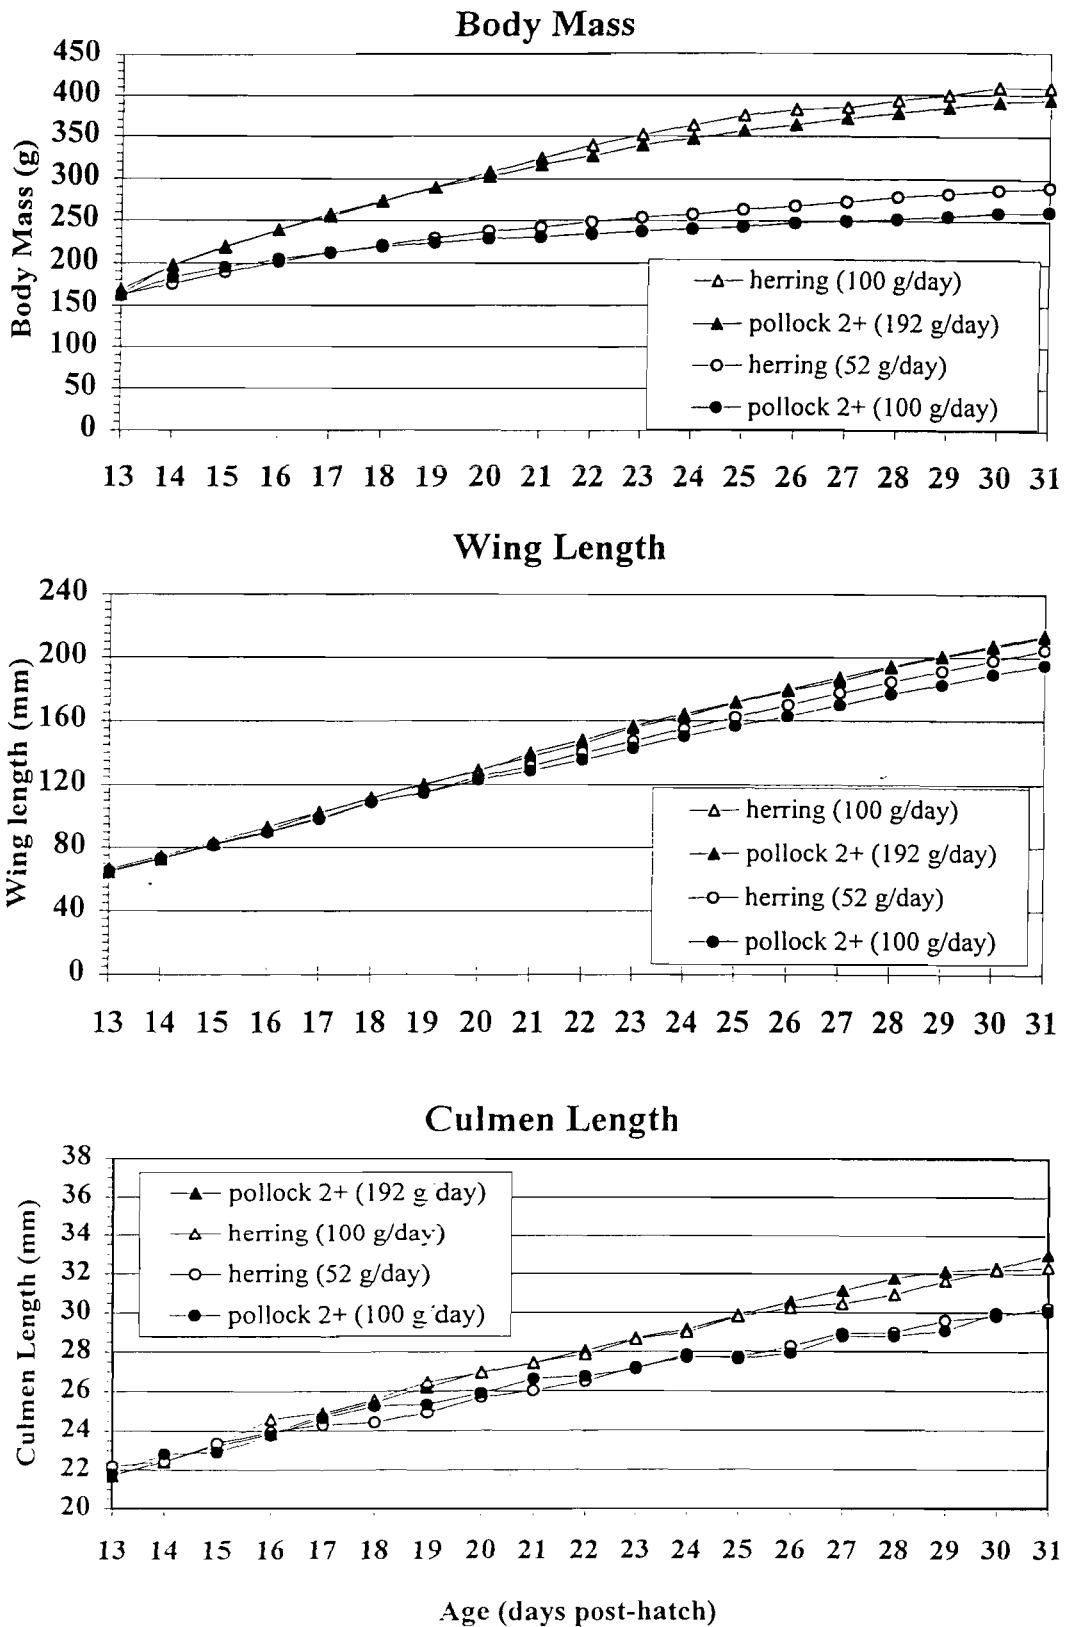 Body Mass
450
400
350
300
250
200
150
100
50
0
Body Mass (g)
herring (100 g/day)
pollock 2+ (192 g/day)
herring (52 g/day)
pollock 2+ (100 g/day)
13 14 15 16 17 18 19 20 21 22 23 24 25 26 27 28 29 30 31
Wing Length
240
200
160
120
80
40
0
Wing length (mm)
herring (100 g/day)
pollock 2+ (192 g/day)
herring (52 g/day)
pollock 2+ (100 g/day)
13 14 15 16 17 18 19 20 21 22 23 24 25 26 27 28 29 30 31
Culmen Length
38
36
34
32
30
28
26
24
22
20
Culmen Length (mm)
pollock 2+ (192 g/day)
herring (100 g/day)
herring (52 g/day)
pollock 2+ (100 g/day)
13 14 15 16 17 18 19 20 21 22 23 24 25 26 27 28 29 30 31
Age (days post-hatch)